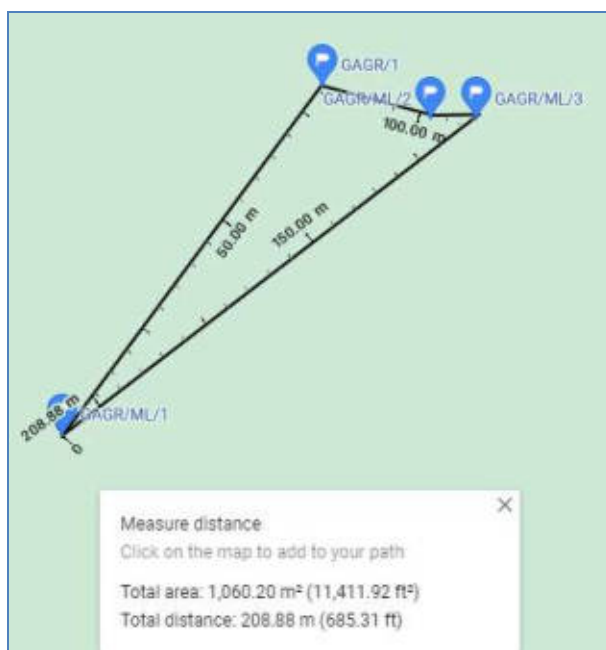 GAGR/1
GAGR/ML/2
GAGR/ML/3
100.00 m
150.00 m
50.00 m
208.88 m
GAGR/ML/1
0
Measure distance
Click on the map to add to your path
Total area: 1,060.20 m² (11,411.92 ft²)
Total distance: 208.88 m (685.31 ft)